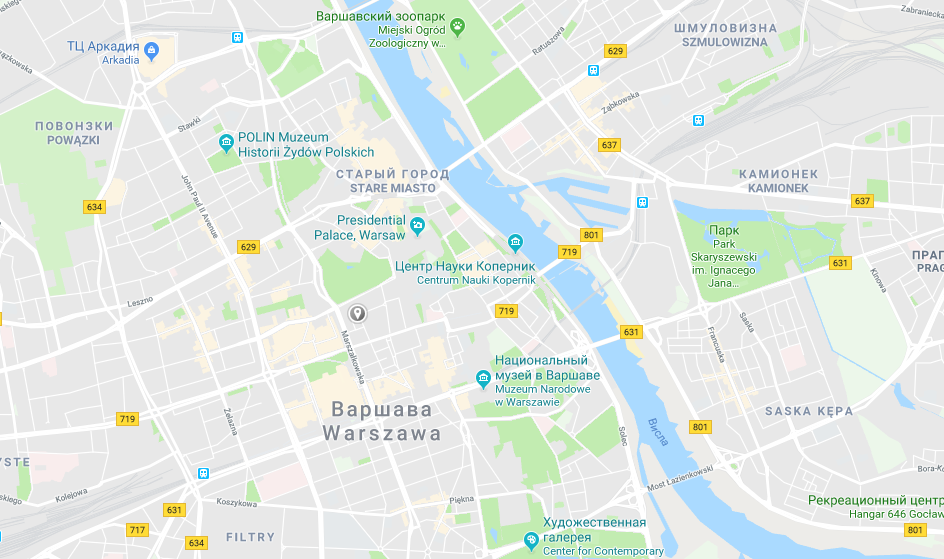 Варшавский зоопарк
Miejski Ogród
Zoologiczny w...
ТЦ Аркадия
Arkadia
Ratuszowa
629
ШМУЛОВИЗНА
SZMULOWIZNA
Ząbkowska
ПОВОНЗКИ
POWĄZKI
Stawki
POLIN Muzeum
Historii Żydów Polskich
637
СТАРЫЙ ГОРОД
STARE MIASTO
КАМИОНЕК
KAMIONEK
634
John Paul II Avenue
637
Presidential
Palace, Warsaw
801
Парк
Park
Skaryszewski
im. Ignacego
Jana...
629
719
631
ПРАГ
PRAG
Центр Науки Коперник
Centrum Nauki Kopernik
Kinowa
Leszno
719
631
Saska
Francuska
Marszałkowska
Национальный
музей в Варшаве
Muzeum Narodowe
w Warszawie
Варшава
Warszawa
719
Żelazna
SASKA KĘPA
801
Висла
Solec
YSTE
Most Łazienkowski
Bora-Ko
Kolejowa
Koszykowa
Piękna
631
Рекреационный центр
Hangar 646 Gocław
717
634
FILTRY
Художественная
галерея
Center for Contemporary
801